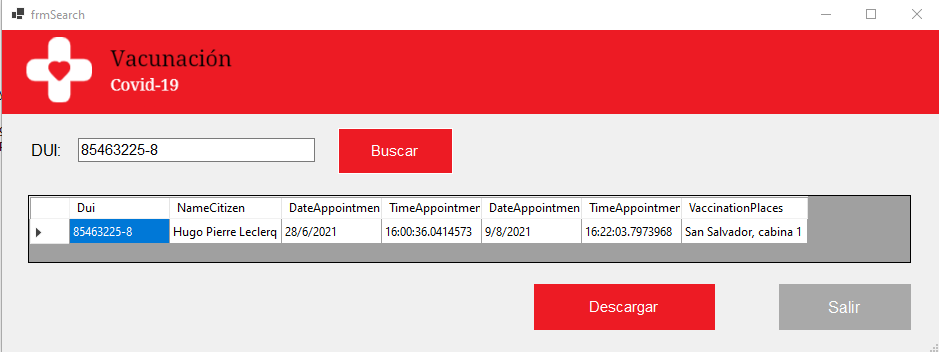 frmSearch
Vacunación
Covid-19
DUI: 85463225-8 Buscar
Dui NameCitizen DateAppointmen TimeAppointmer DateAppointmen TimeAppointmer VaccinationPlaces
85463225-8 Hugo Pierre Leclerq 28/6/2021 16:00:36.0414573 9/8/2021 16:22:03.7973968 San Salvador, cabina 1
Descargar Salir